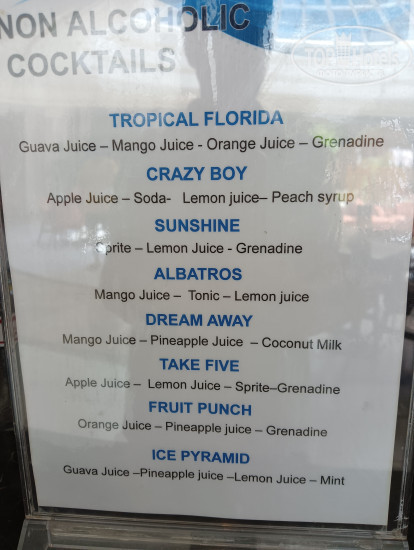 NON ALCOHOLIC
COCKTAILS
TROPICAL FLORIDA
Guava Juice – Mango Juice - Orange Juice – Grenadine
CRAZY BOY
Apple Juice – Soda- Lemon juice– Peach syrup
SUNSHINE
Sprite – Lemon Juice - Grenadine
ALBATROS
Mango Juice – Tonic – Lemon juice
DREAM AWAY
Mango Juice – Pineapple Juice – Coconut Milk
TAKE FIVE
Apple Juice – Lemon Juice – Sprite–Grenadine
FRUIT PUNCH
Orange Juice – Pineapple juice – Grenadine
ICE PYRAMID
Guava Juice –Pineapple juice –Lemon Juice – Mint